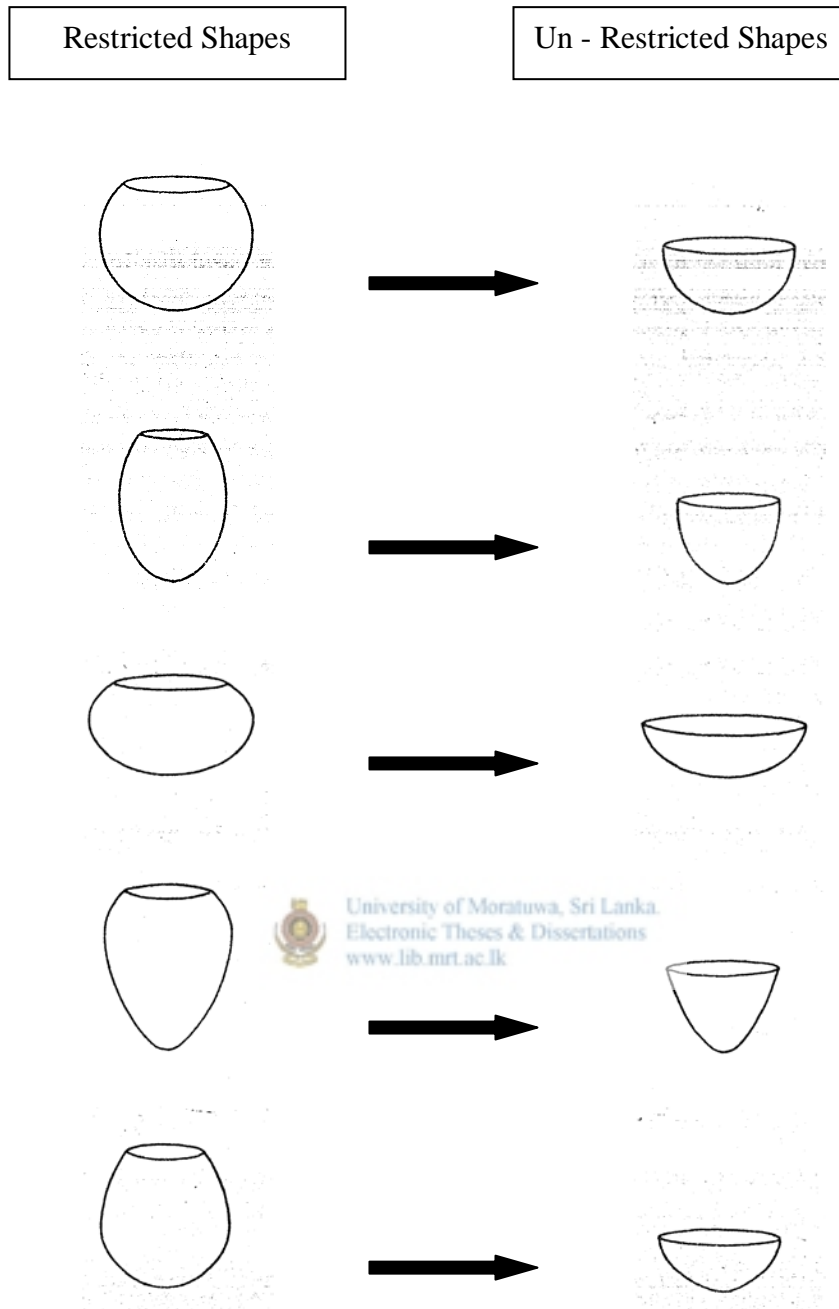 Restricted Shapes
Un - Restricted Shapes
University of Moratuwa, Sri Lanka.
Electronic Theses & Dissertations
www.lib.mrt.ac.lk